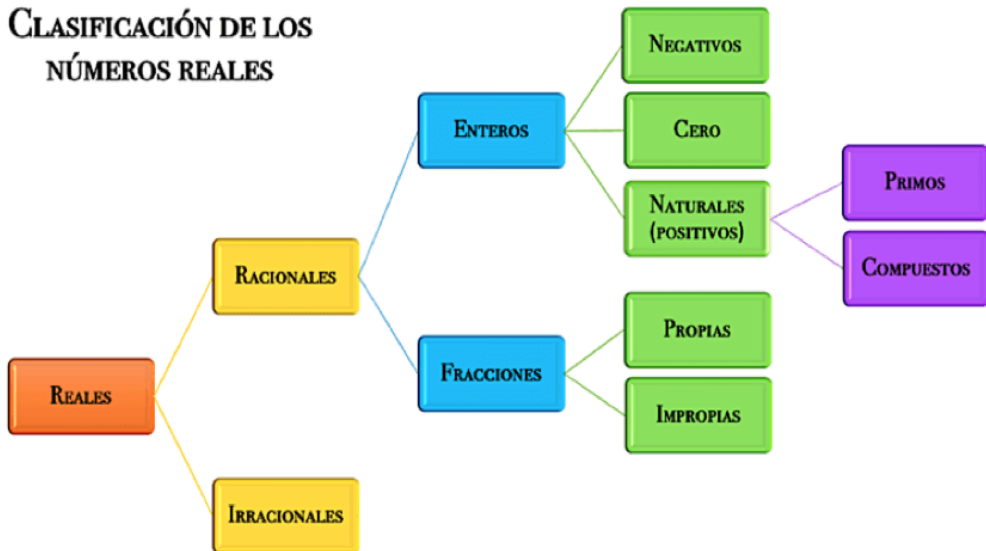 CLASIFICACIÓN DE LOS
NÚMEROS REALES
REALES
RACIONALES
IRRACIONALES
ENTEROS
FRACCIONES
NEGATIVOS
CERO
NATURALES
(POSITIVOS)
PROPIAS
IMPROPIAS
PRIMOS
COMPUESTOS